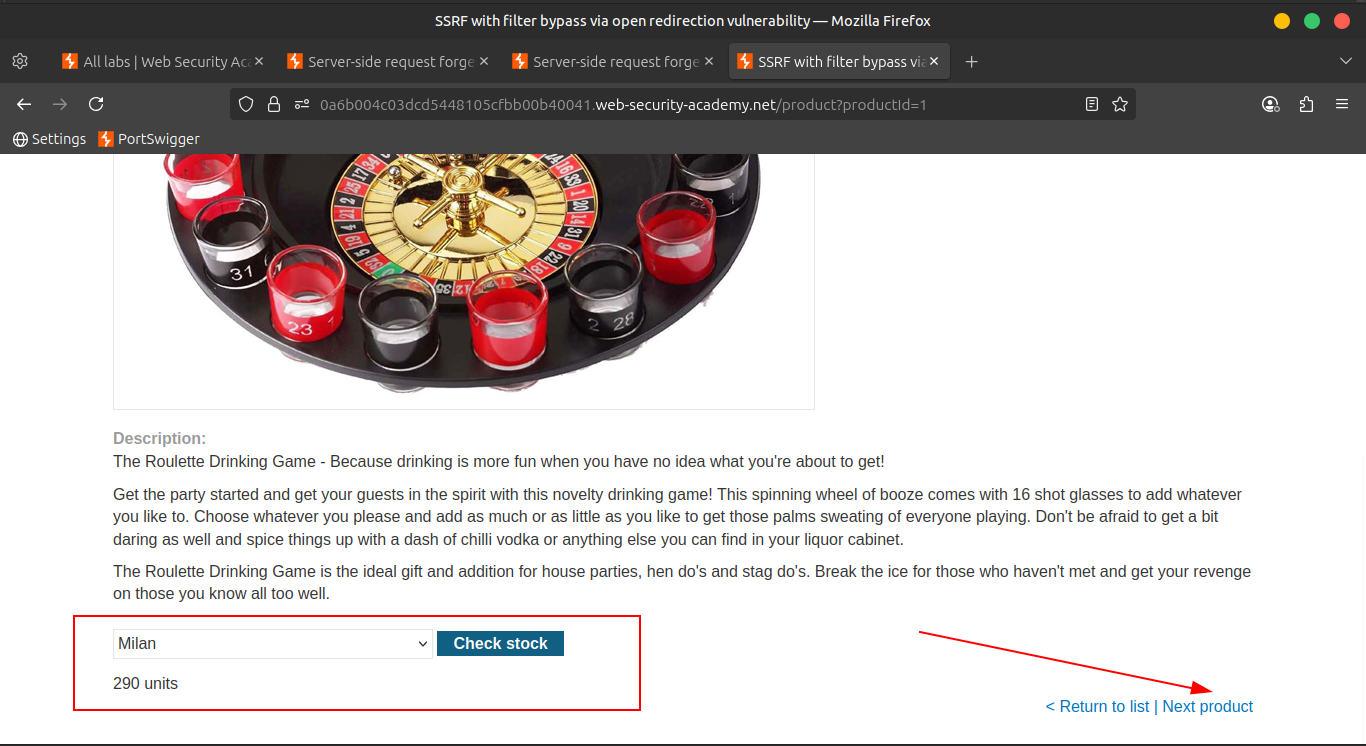 SSRF with filter bypass via open redirection vulnerability — Mozilla Firefox
All labs | Web Security Ac
Server-side request forge
Server-side request forge
SSRF with filter bypass via
0a6b004c03dcd5448105cfbb00b40041.web-security-academy.net/product?productId=1
Settings
PortSwigger
31
23 1
2 28
Description:
The Roulette Drinking Game - Because drinking is more fun when you have no idea what you're about to get!
Get the party started and get your guests in the spirit with this novelty drinking game! This spinning wheel of booze comes with 16 shot glasses to add whatever
you like to. Choose whatever you please and add as much or as little as you like to get those palms sweating of everyone playing. Don't be afraid to get a bit
daring as well and spice things up with a dash of chilli vodka or anything else you can find in your liquor cabinet.
The Roulette Drinking Game is the ideal gift and addition for house parties, hen do's and stag do's. Break the ice for those who haven't met and get your revenge
on those you know all too well.
Milan
Check stock
290 units
< Return to list | Next product